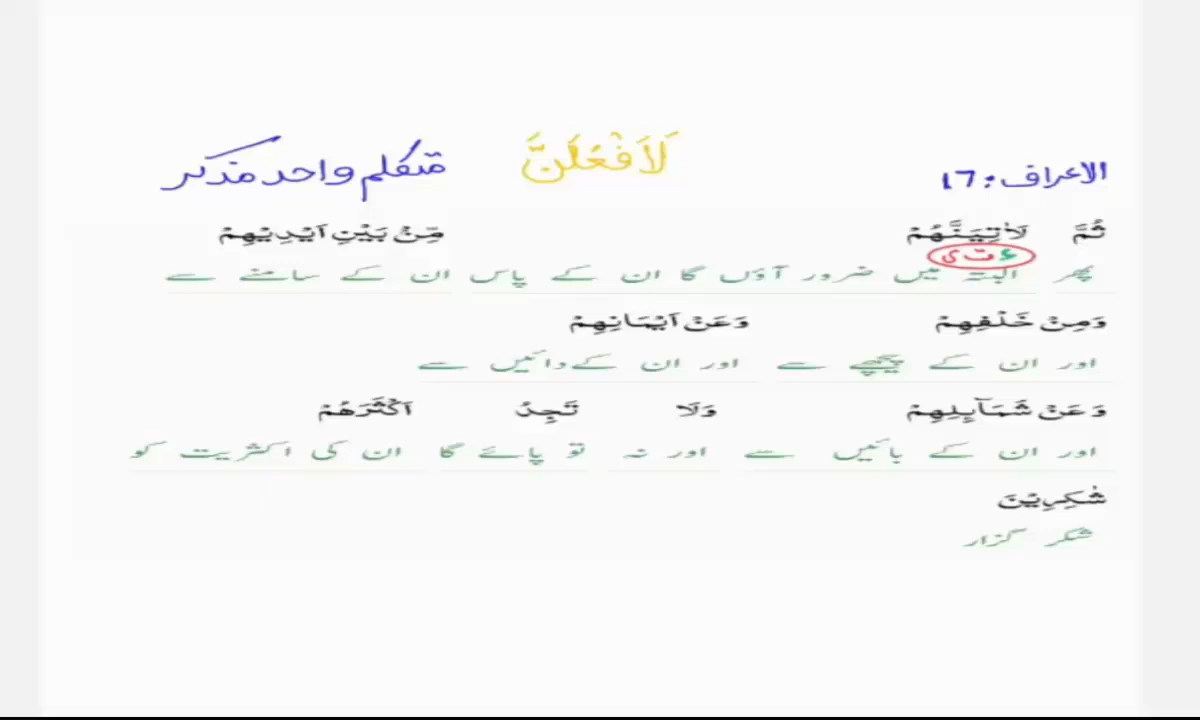 الاعراف: 17 لَاَفْعَلَنَّ متکلم واحد مذکر
ثُمَّ لَاٰتِيَنَّهُمْ مِّنْۢ بَيْنِ اَيْدِيْهِمْ
ء ت ی
پھر البتہ میں ضرور آؤں گا ان کے پاس ان کے سامنے سے
وَمِنْ خَلْفِهِمْ وَعَنْ اَيْمَانِهِمْ
اور ان کے پیچھے سے اور ان کے دائیں سے
وَعَنْ شَمَآىِٕلِهِمْ وَلَا تَجِدُ اَكْثَرَهُمْ
اور ان کے بائیں سے اور نہ تو پائے گا ان کی اکثریت کو
شٰكِرِيْنَ
شکر گزار